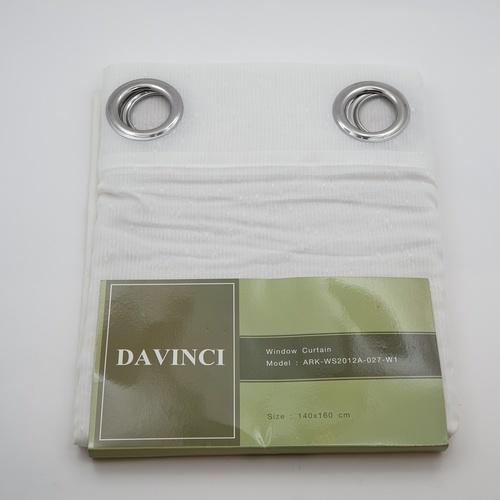 DAVINCI
Window Curtain
Model : ARK-WS2012A-027-W1
Size : 140x160 cm